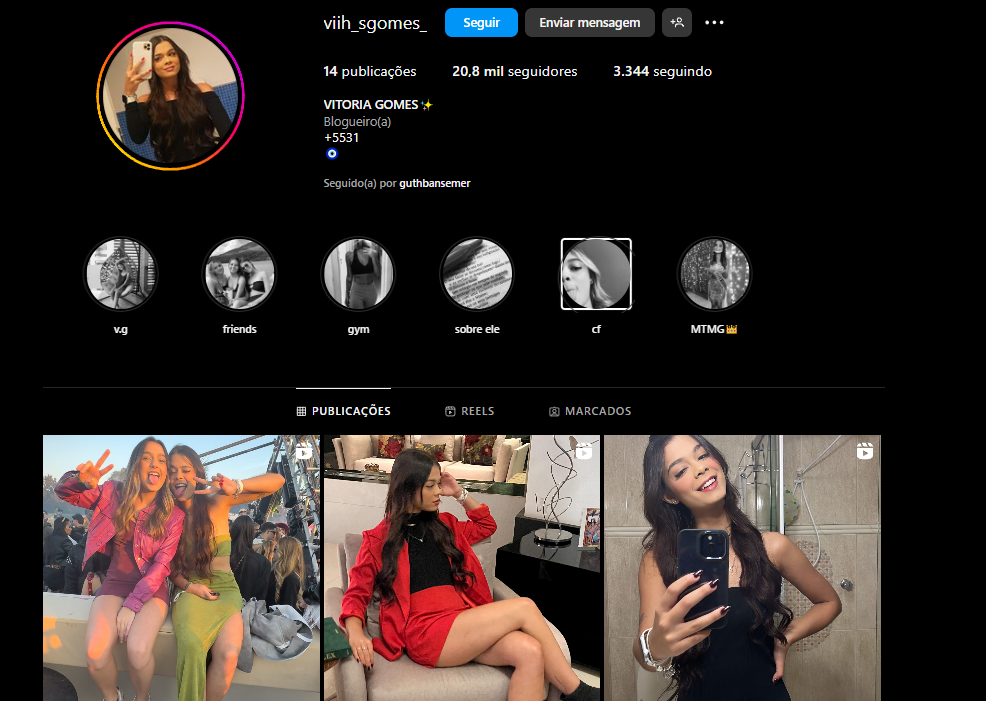 viih_sgomes_ Seguir Enviar mensagem
14 publicações 20,8 mil seguidores 3.344 seguindo
VITORIA GOMES✨
Blogueiro(a)
+5531
🧿
Seguido(a) por guthbansemer
v.g friends gym sobre ele cf MTMG👑
PUBLICAÇÕES REELS MARCADOS